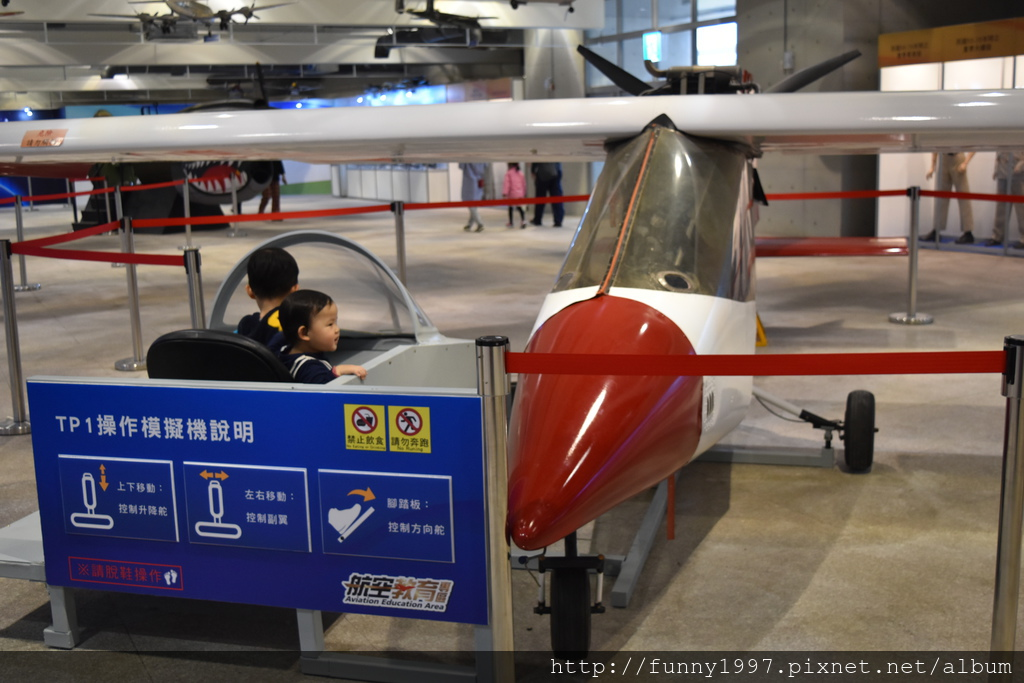 TP1操作模擬機說明
禁止飲食
請勿奔跑
No Running
上下移動：
控制升降舵
左右移動：
控制副翼
腳踏板：
控制方向舵
※請脫鞋操作
航空教育專區
Aviation Education Area
http://funny1997.pixnet.net/album